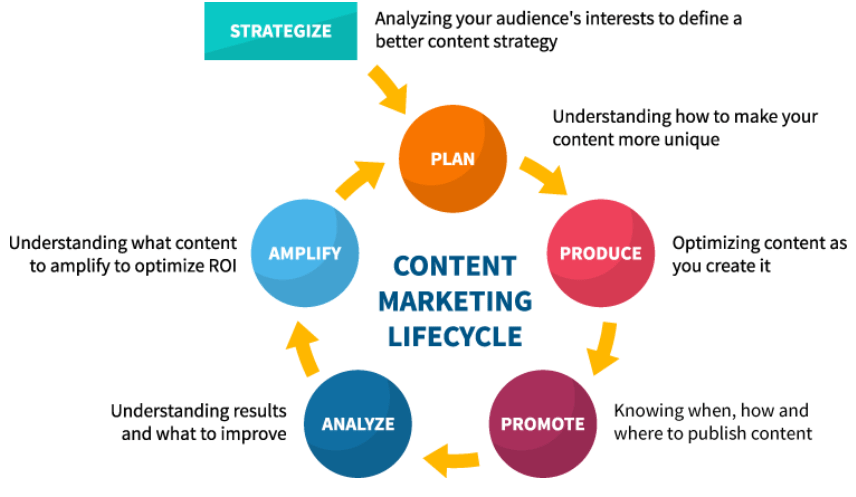 STRATEGIZE
Analyzing your audience's interests to define a
better content strategy
PLAN
Understanding how to make your
content more unique
PRODUCE
Optimizing content as
you create it
PROMOTE
Knowing when, how and
where to publish content
ANALYZE
Understanding results
and what to improve
AMPLIFY
Understanding what content
to amplify to optimize ROI
CONTENT
MARKETING
LIFECYCLE